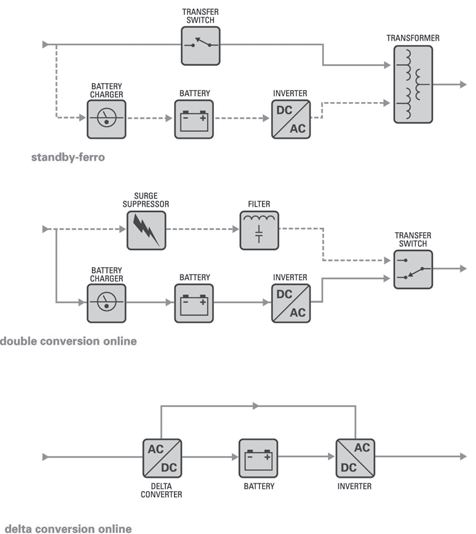 TRANSFER
SWITCH
TRANSFORMER
BATTERY
CHARGER
BATTERY
INVERTER
DC
AC
standby-ferro
SURGE
SUPPRESSOR
FILTER
TRANSFER
SWITCH
BATTERY
CHARGER
BATTERY
INVERTER
DC
AC
double conversion online
AC
DC
AC
DC
DELTA
CONVERTER
BATTERY
INVERTER
delta conversion online